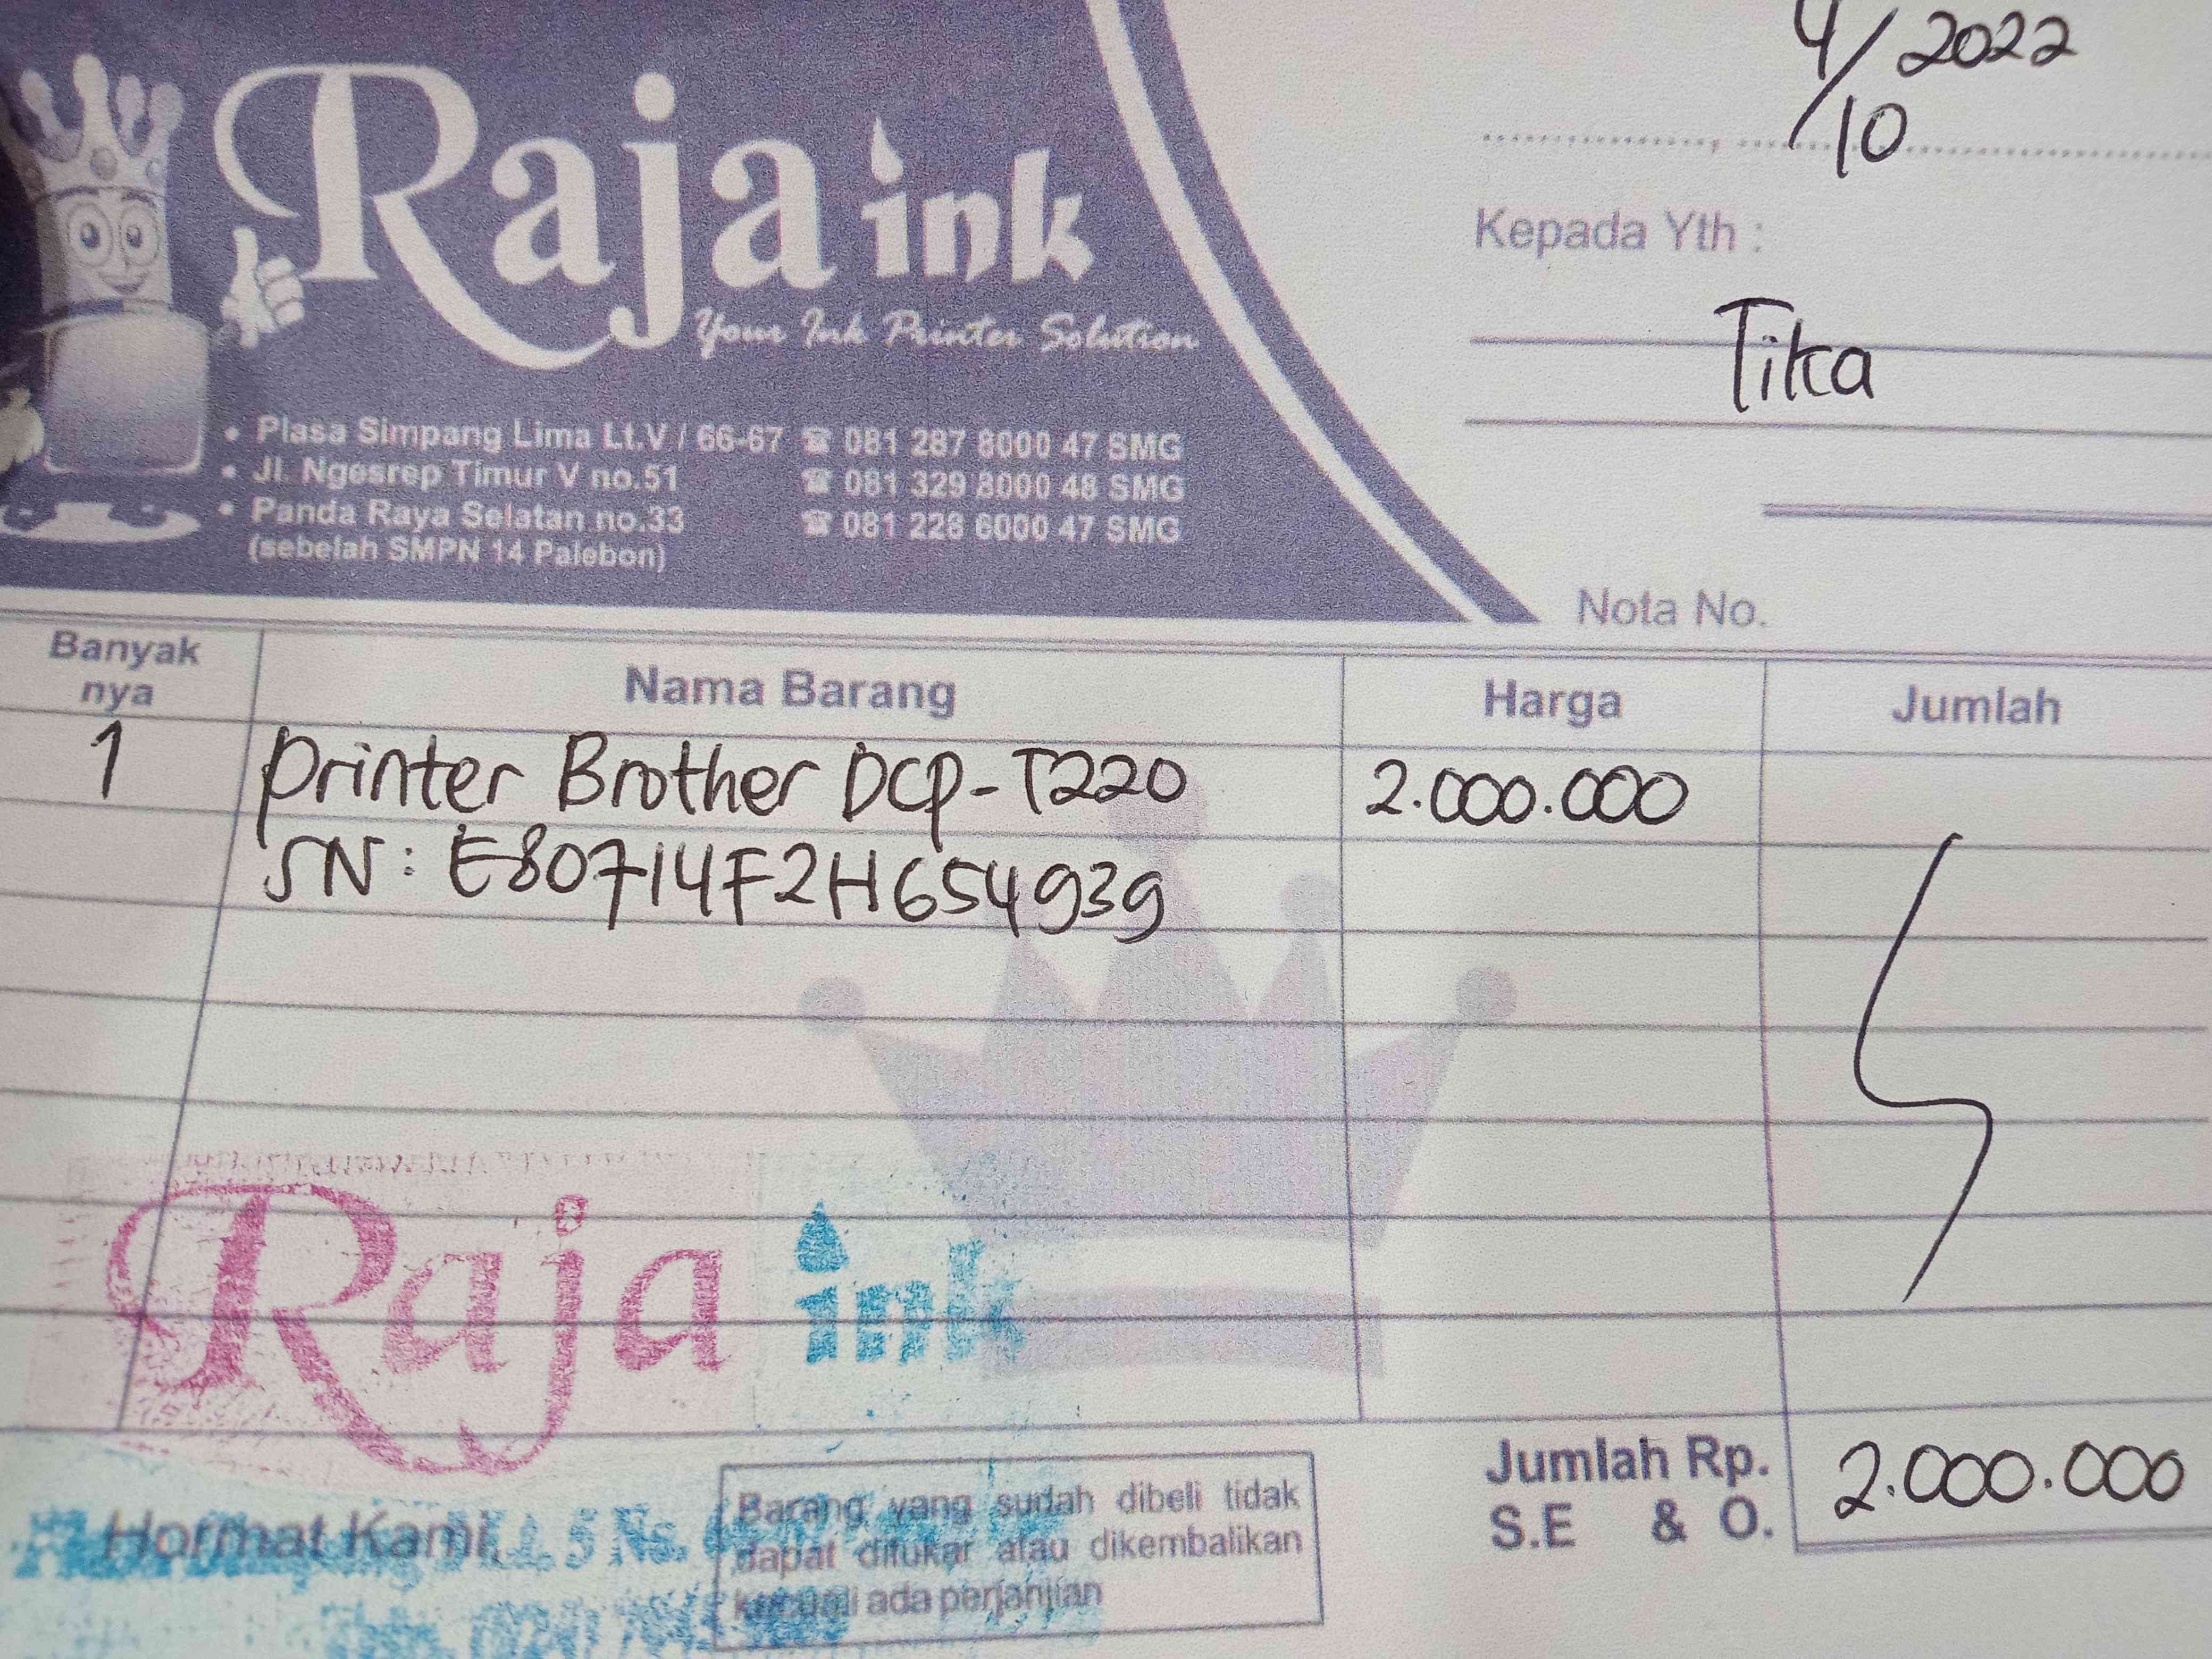 4/10 2022
Raja ink
Your Ink Printer Solution
Kepada Yth :
Tika
• Plasa Simpang Lima Lt.V / 66-67 ☎ 081 287 8000 47 SMG
• Jl. Ngesrep Timur V no.51 ☎ 081 329 8000 48 SMG
• Panda Raya Selatan no.33 ☎ 081 228 6000 47 SMG
(sebelah SMPN 14 Palebon)
Nota No.
Banyak nya Nama Barang Harga Jumlah
1 Printer Brother DCP-T220 2.000.000
SN : E80714F2H654939
Raja ink
Jumlah Rp. 2.000.000
S.E & O.
Hormat Kami,
Barang yang sudah dibeli tidak
dapat ditukar atau dikembalikan
kecuali ada perjanjian